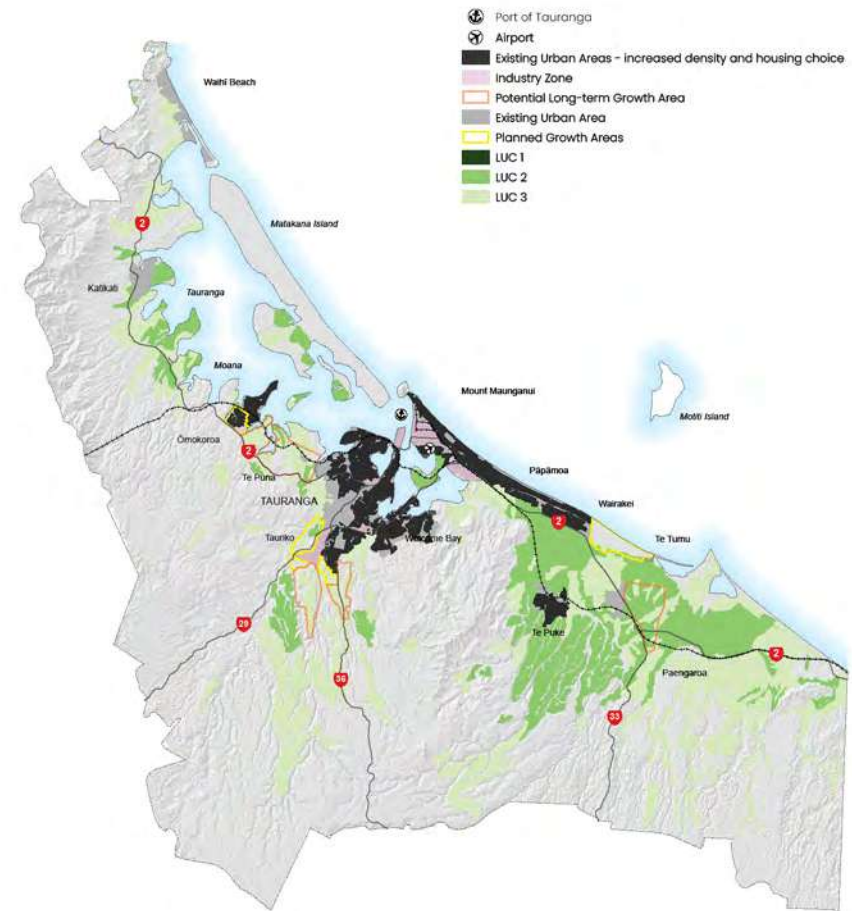 Port of Tauranga
Airport
Existing Urban Areas - increased density and housing choice
Industry Zone
Potential Long-term Growth Area
Existing Urban Area
Planned Growth Areas
LUC 1
LUC 2
LUC 3
Waihī Beach
2
Matakana Island
Katikati
Tauranga
Moana
Mount Maunganui
Motiti Island
Ōmokoroa
2
Te Puna
Pāpāmoa
TAURANGA
Wairakei
2
Tauriko
Welcome Bay
Te Tumu
29
Te Puke
2
36
Paengaroa
33